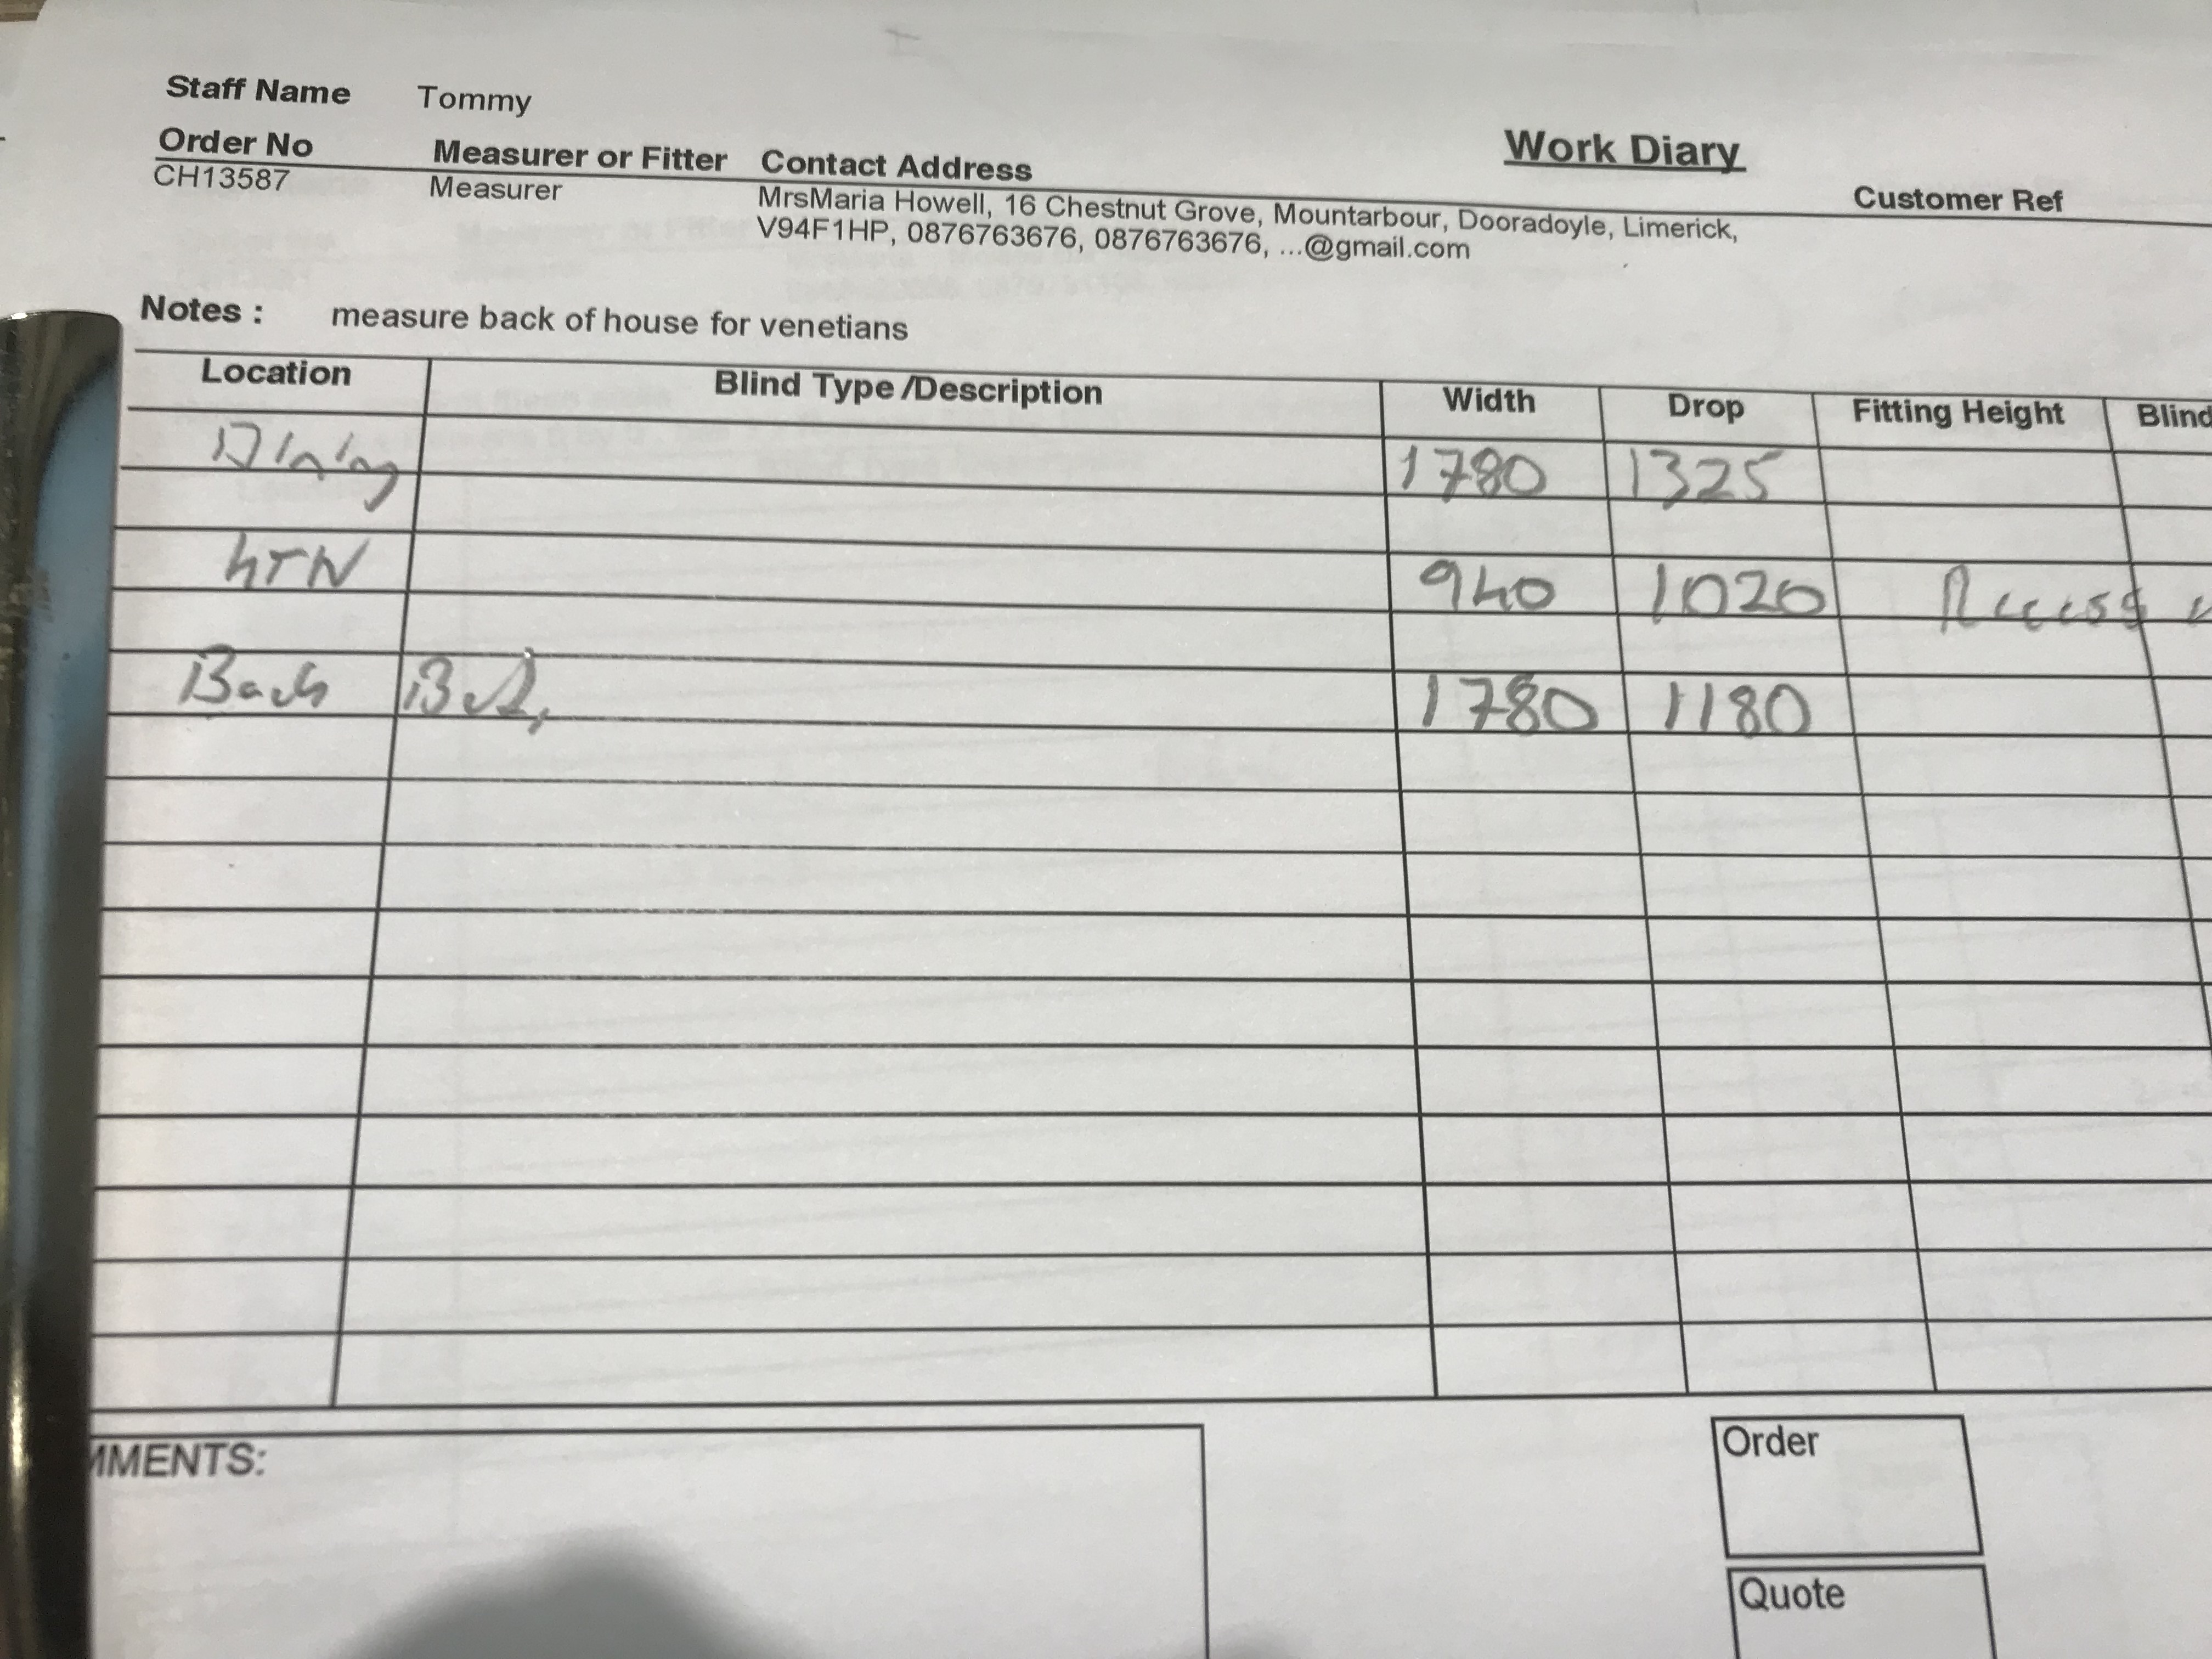 Staff Name Tommy
Work Diary
Order No Measurer or Fitter Contact Address Customer Ref
CH13587 Measurer MrsMaria Howell, 16 Chestnut Grove, Mountarbour, Dooradoyle, Limerick,
V94F1HP, 0876763676, 0876763676, ...@gmail.com
Notes : measure back of house for venetians
Location Blind Type /Description Width Drop Fitting Height Blind
Dining 1780 1325
KTN 940 1020 Recess
Back Bd, 1780 1180
MMENTS:
Order
Quote